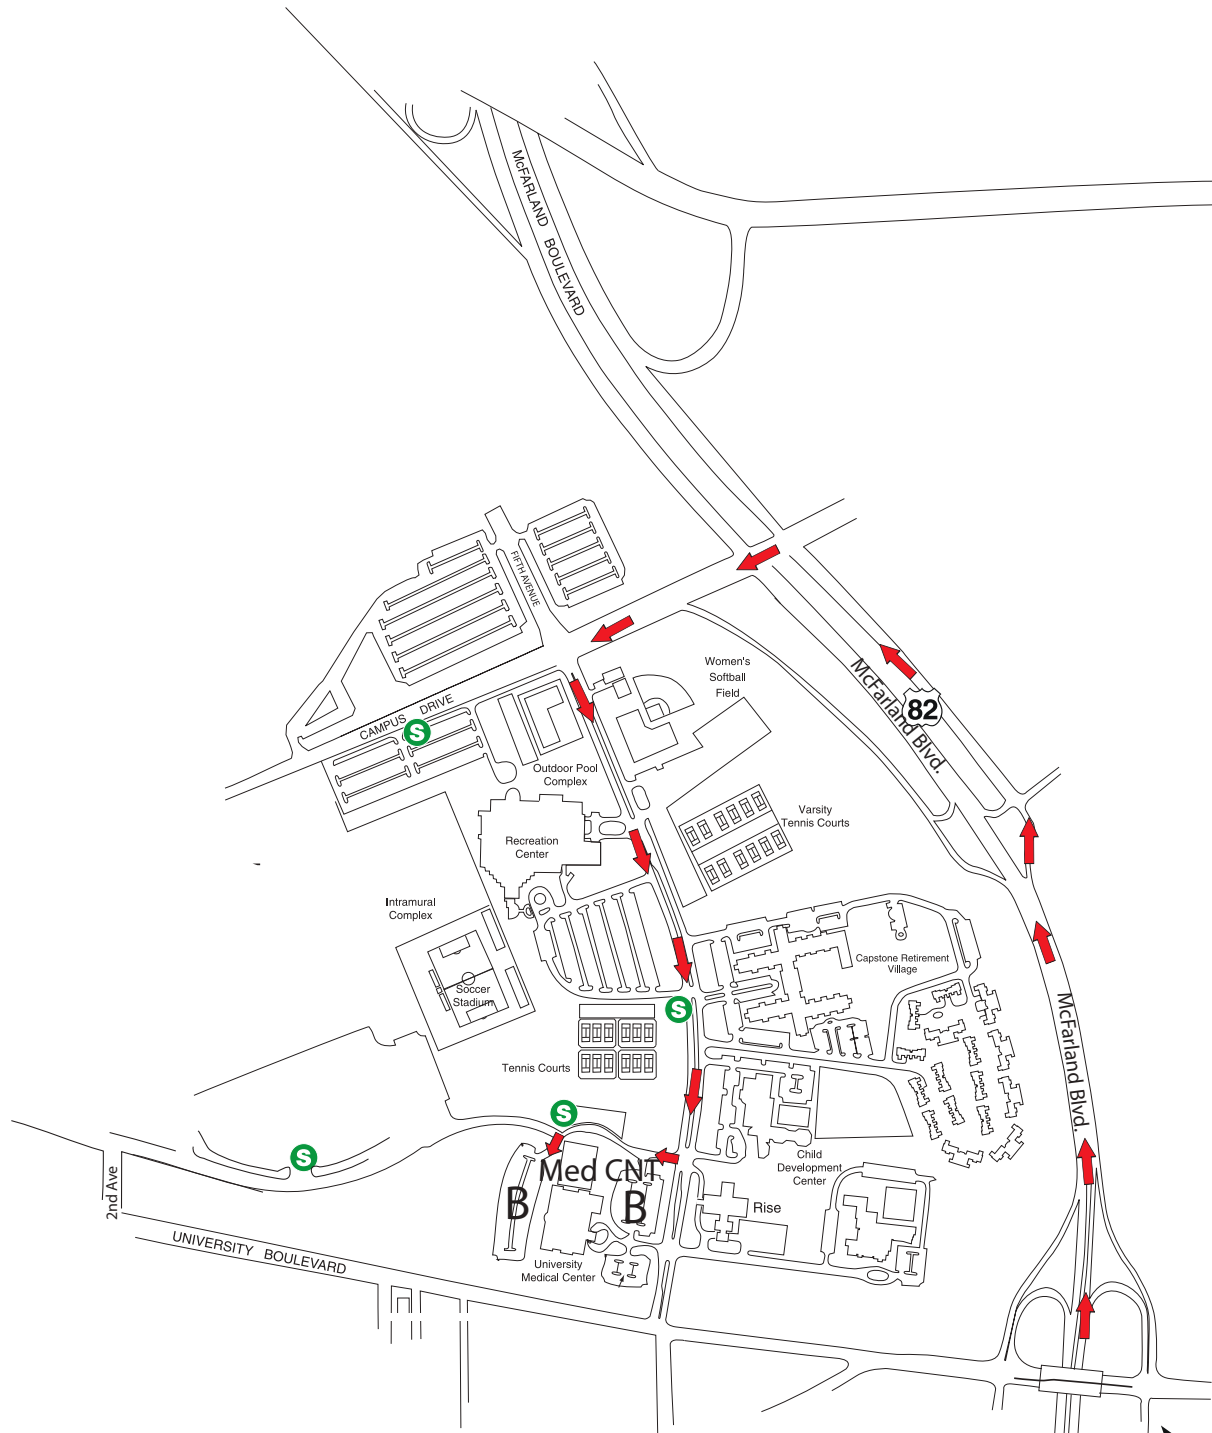 McFARLAND BOULEVARD
FIFTH AVENUE
Women's
Softball
Field
McFarland Blvd.
82
CAMPUS DRIVE
S
Outdoor Pool
Complex
Varsity
Tennis Courts
Recreation
Center
Intramural
Complex
Capstone Retirement
Village
Soccer
Stadium
S
McFarland Blvd.
Tennis Courts
S
S
Child
Development
Center
Med CNT
2nd Ave
B
B
Rise
UNIVERSITY BOULEVARD
University
Medical Center